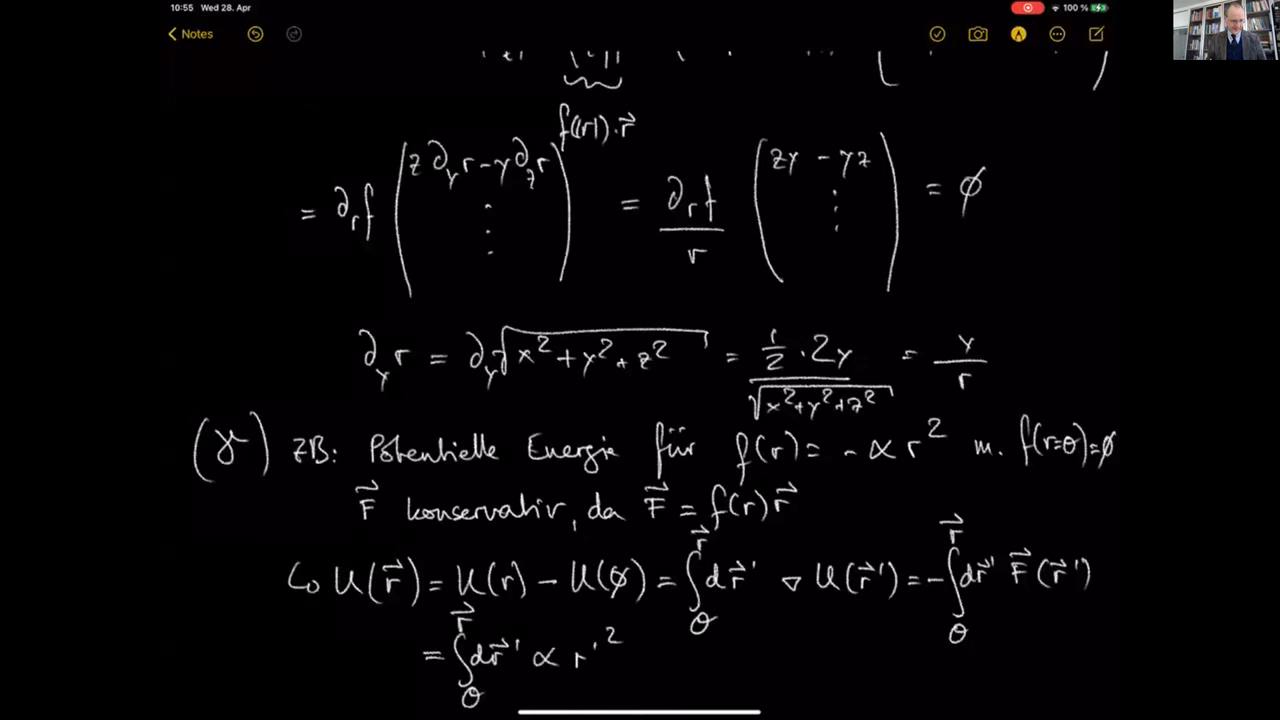 10:55 Wed 28. Apr
100 %
Notes
f(|r|)·r⃗
= ∂_r f ( z ∂_y r − y ∂_z r ⋮ ) = ∂_r f / r ( zy − yz ⋮ ) = ∅
∂_y r = ∂_y √(x² + y² + z²) = ½ · 2y / √(x² + y² + z²) = y / r
(γ) ZB: Potentielle Energie für f(r) = − α r² m. f(r=0)=∅
F⃗ konservativ, da F⃗ = f(r) r⃗
↪ U(r⃗) = U(r) − U(∅) = ∫₀^r⃗ dr⃗' ∇ U(r⃗') = − ∫₀^r⃗ dr⃗' F⃗(r⃗')
= ∫₀^r⃗ dr⃗' α r'²